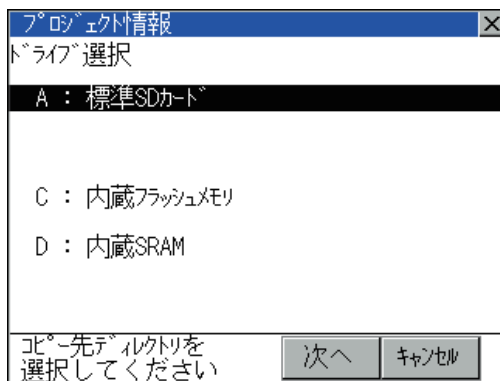 プロジェクト情報
ドライブ選択
A : 標準SDカード
C : 内蔵フラッシュメモリ
D : 内蔵SRAM
コピー先ディレクトリを
選択してください
次へ
キャンセル